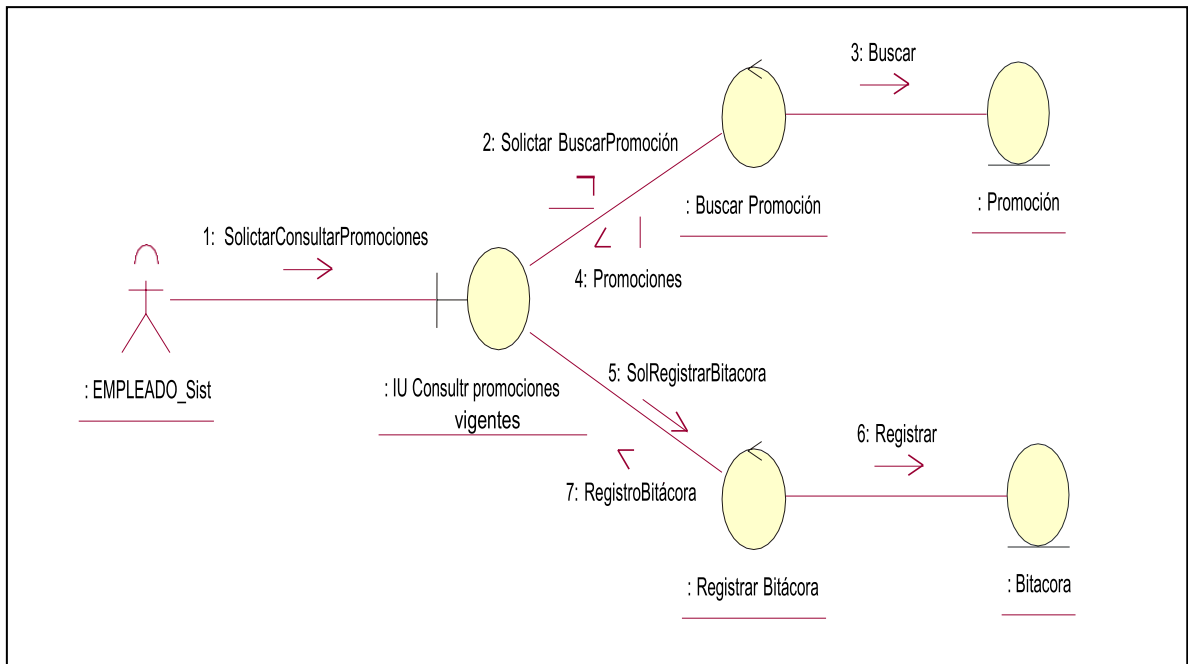 3: Buscar
2: Solictar BuscarPromoción
: Buscar Promoción
: Promoción
1: SolictarConsultarPromociones
4: Promociones
: EMPLEADO_Sist
: IU Consultr promociones
vigentes
5: SolRegistrarBitacora
6: Registrar
7: RegistroBitácora
: Registrar Bitácora
: Bitacora